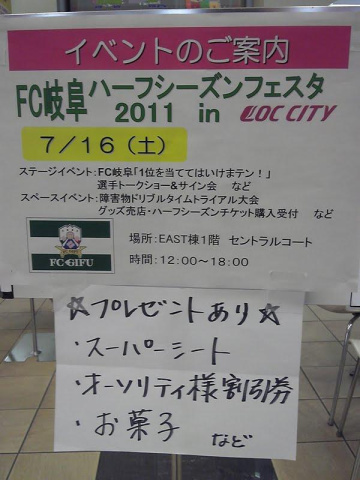 イベントのご案内
FC岐阜ハーフシーズンフェスタ
2011 in LOC CITY
7/16(土)
ステージイベント:FC岐阜「1位を当ててはいけまテン!」
選手トークショー&サイン会 など
スペースイベント:障害物ドリブルタイムトライアル大会
グッズ売店・ハーフシーズンチケット購入受付 など
場所:EAST棟1階 セントラルコート
時間:12:00~18:00
FC GIFU
☆プレゼントあり☆
・スーパーシート
・オーソリティ様割引券
・お菓子 など